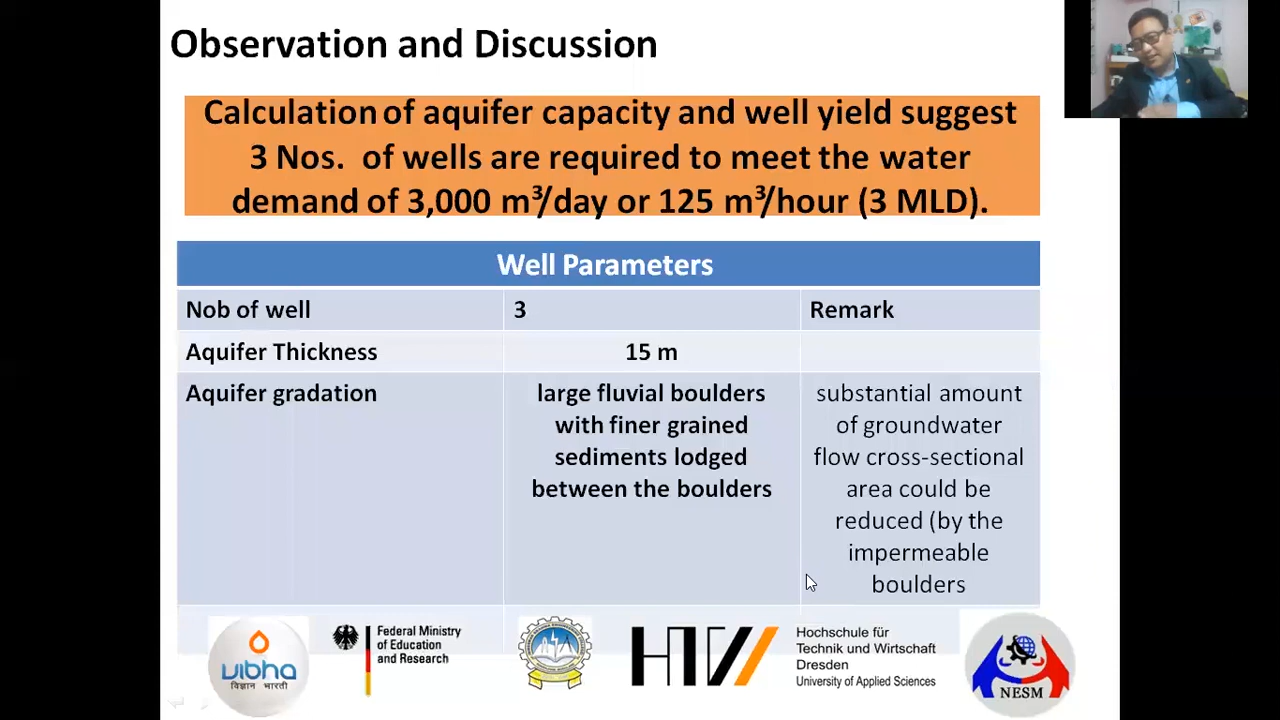 Observation and Discussion
Calculation of aquifer capacity and well yield suggest
3 Nos. of wells are required to meet the water
demand of 3,000 m³/day or 125 m³/hour (3 MLD).
Well Parameters
Nob of well 3 Remark
Aquifer Thickness 15 m
Aquifer gradation
large fluvial boulders
with finer grained
sediments lodged
between the boulders
substantial amount
of groundwater
flow cross-sectional
area could be
reduced (by the
impermeable
boulders
vibha
विज्ञान भारती
Federal Ministry
of Education
and Research
HTW
Hochschule für
Technik und Wirtschaft
Dresden
University of Applied Sciences
NESM